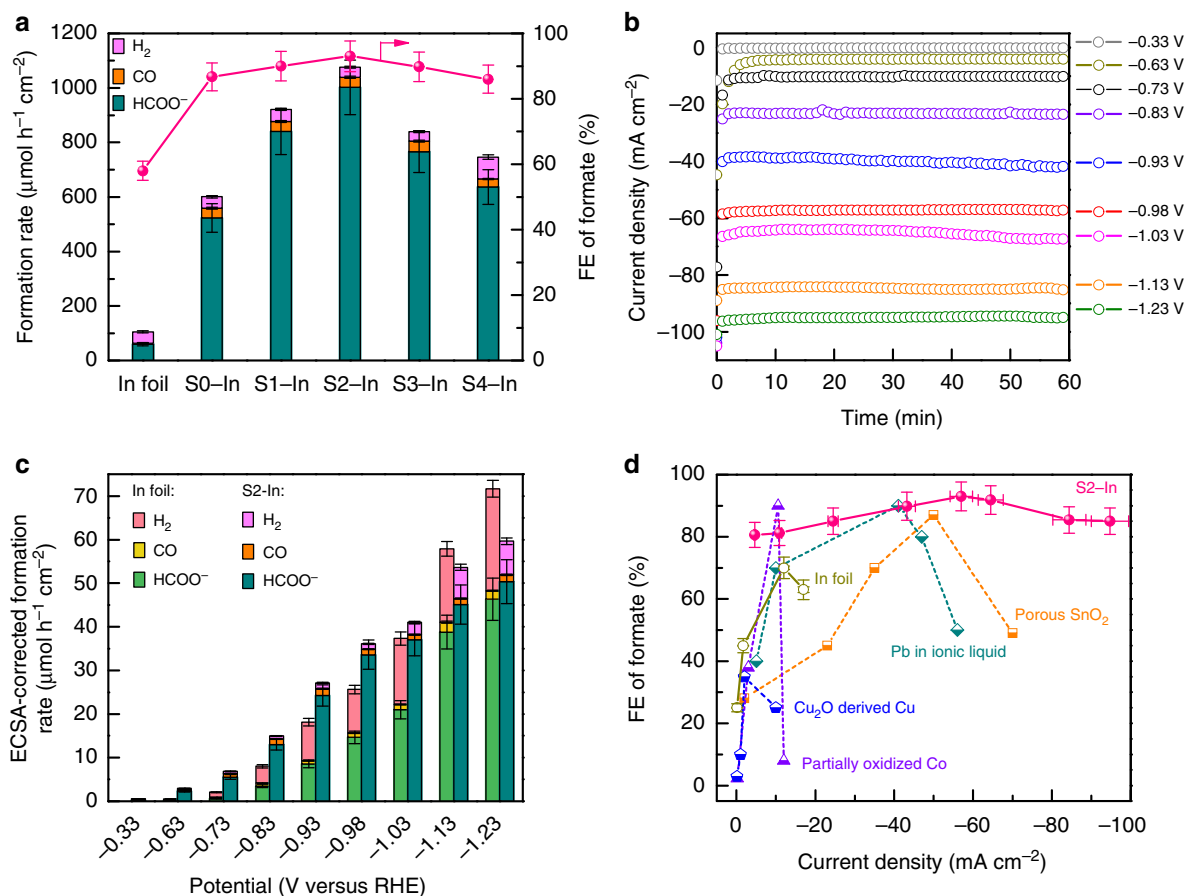 a
1200
1000
800
600
400
200
0
Formation rate (μmol h⁻¹ cm⁻²)
H₂
CO
HCOO⁻
100
80
60
40
20
0
FE of formate (%)
In foil
S0–In
S1–In
S2–In
S3–In
S4–In
b
0
−20
−40
−60
−80
−100
Current density (mA cm⁻²)
−0.33 V
−0.63 V
−0.73 V
−0.83 V
−0.93 V
−0.98 V
−1.03 V
−1.13 V
−1.23 V
0
10
20
30
40
50
60
Time (min)
c
70
60
50
40
30
20
10
0
ECSA-corrected formation
rate (μmol h⁻¹ cm⁻²)
In foil:
H₂
CO
HCOO⁻
S2-In:
H₂
CO
HCOO⁻
−0.33
−0.63
−0.73
−0.83
−0.93
−0.98
−1.03
−1.13
−1.23
Potential (V versus RHE)
d
100
80
60
40
20
0
FE of formate (%)
S2–In
In foil
Porous SnO₂
Pb in ionic liquid
Cu₂O derived Cu
Partially oxidized Co
0
−20
−40
−60
−80
−100
Current density (mA cm⁻²)